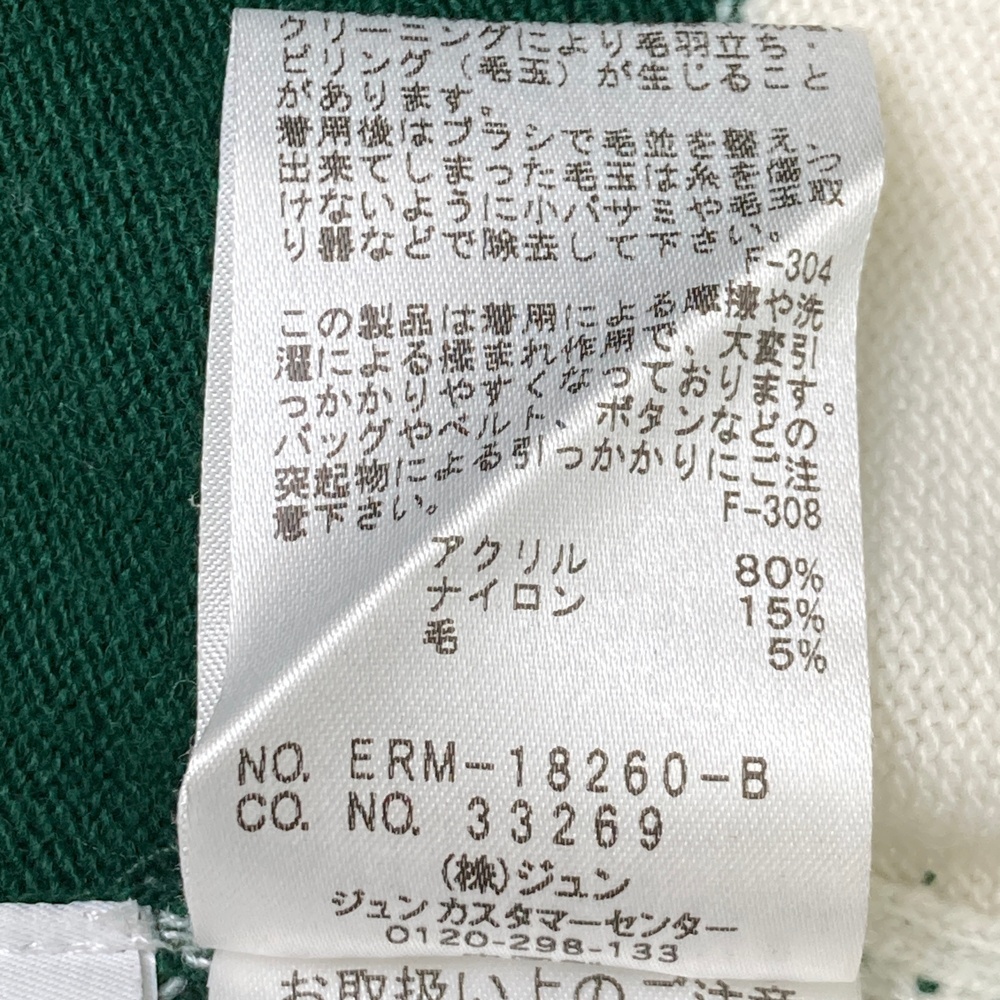 クリーニングにより毛羽立ち・
ピリング（毛玉）が生じること
があります。
着用後はブラシで毛並を整え
出来てしまった毛玉は糸を傷つ
けないように小バサミや毛玉取
り器などで除去して下さい。
F-304
この製品は着用による摩擦や洗
濯による揉まれ作用で、大変引
っかかりやすくなっております。
バッグやベルト、ボタンなどの
突起物による引っかかりにご注
意下さい。
F-308
アクリル 80%
ナイロン 15%
毛 5%
NO. ERM-18260-B
CO. NO. 33269
(株)ジュン
ジュンカスタマーセンター
0120-298-133
お取扱い上のご注意